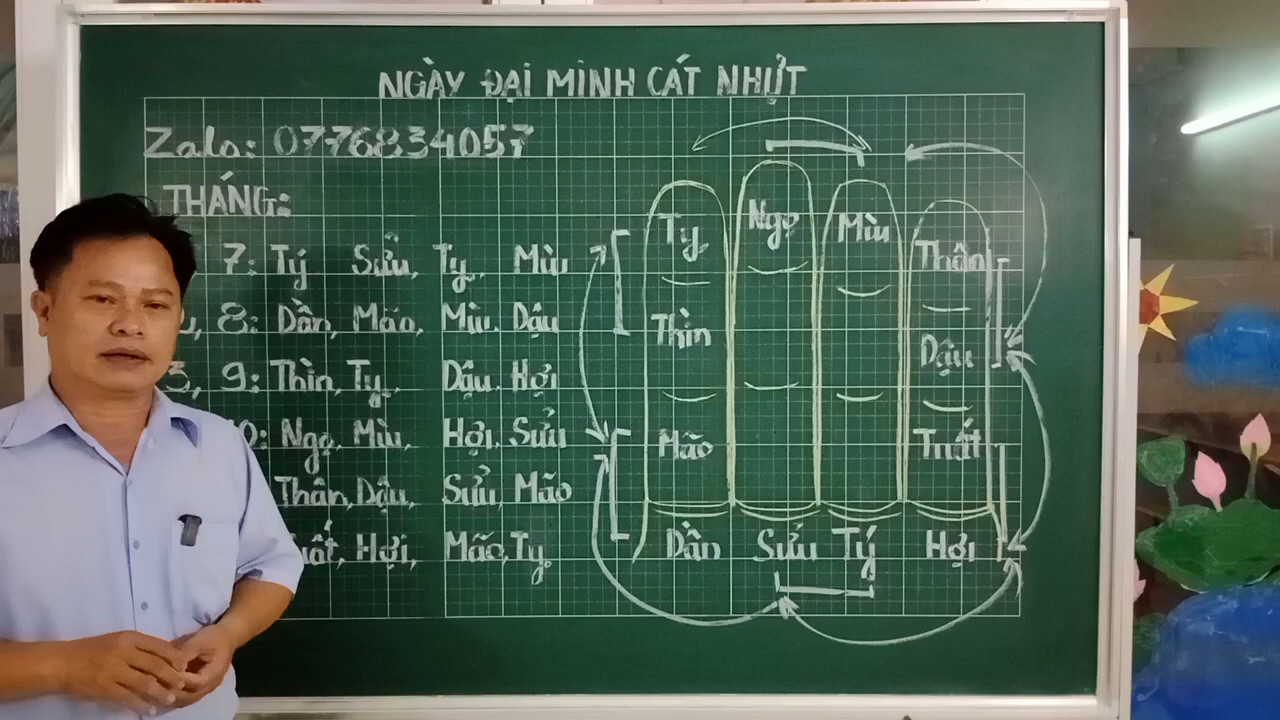 NGÀY ĐẠI MINH CÁT NHỰT
Zalo: 0776834057
THÁNG:
7: Tý Sửu, Tỵ, Mùi
8: Dần, Mão, Mùi, Dậu
3, 9: Thìn, Tỵ, Dậu, Hợi
Ngọ, Mùi, Hợi, Sửu
Thân, Dậu, Sửu, Mão
Hợi, Mão, Tỵ
Tỵ Ngọ Mùi Thân
Thìn Dậu
Mão Tuất
Dần Sửu Tý Hợi